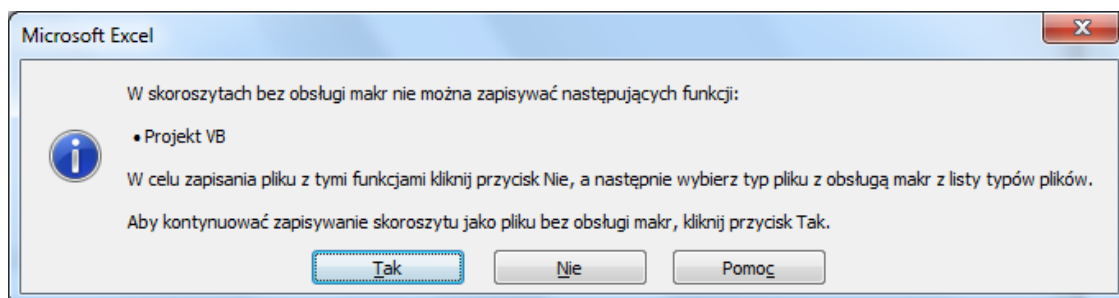 Microsoft Excel
W skoroszytach bez obsługi makr nie można zapisywać następujących funkcji:
• Projekt VB
W celu zapisania pliku z tymi funkcjami kliknij przycisk Nie, a następnie wybierz typ pliku z obsługą makr z listy typów plików.
Aby kontynuować zapisywanie skoroszytu jako pliku bez obsługi makr, kliknij przycisk Tak.
Tak Nie Pomoc